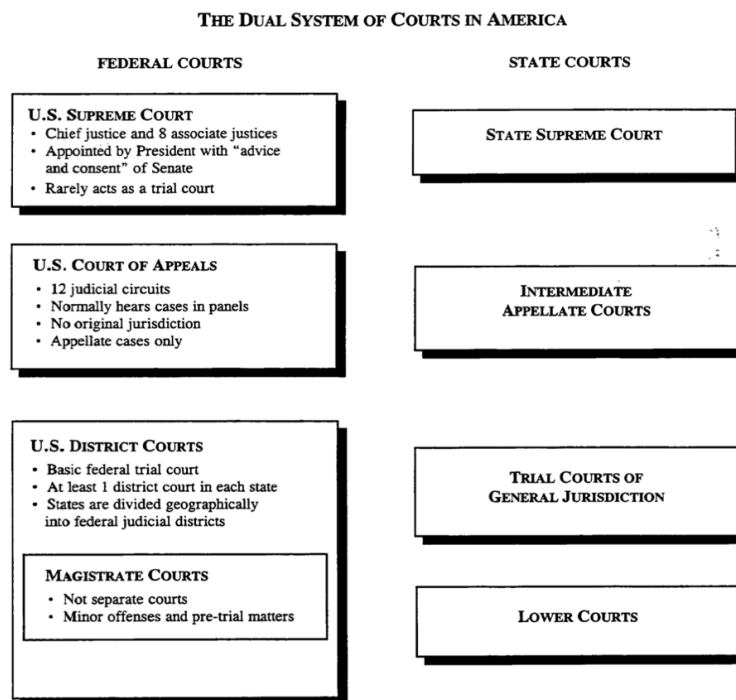 THE DUAL SYSTEM OF COURTS IN AMERICA
FEDERAL COURTS
U.S. SUPREME COURT
• Chief justice and 8 associate justices
• Appointed by President with “advice
and consent” of Senate
• Rarely acts as a trial court
U.S. COURT OF APPEALS
• 12 judicial circuits
• Normally hears cases in panels
• No original jurisdiction
• Appellate cases only
U.S. DISTRICT COURTS
• Basic federal trial court
• At least 1 district court in each state
• States are divided geographically
into federal judicial districts
MAGISTRATE COURTS
• Not separate courts
• Minor offenses and pre-trial matters
STATE COURTS
STATE SUPREME COURT
INTERMEDIATE
APPELLATE COURTS
TRIAL COURTS OF
GENERAL JURISDICTION
LOWER COURTS